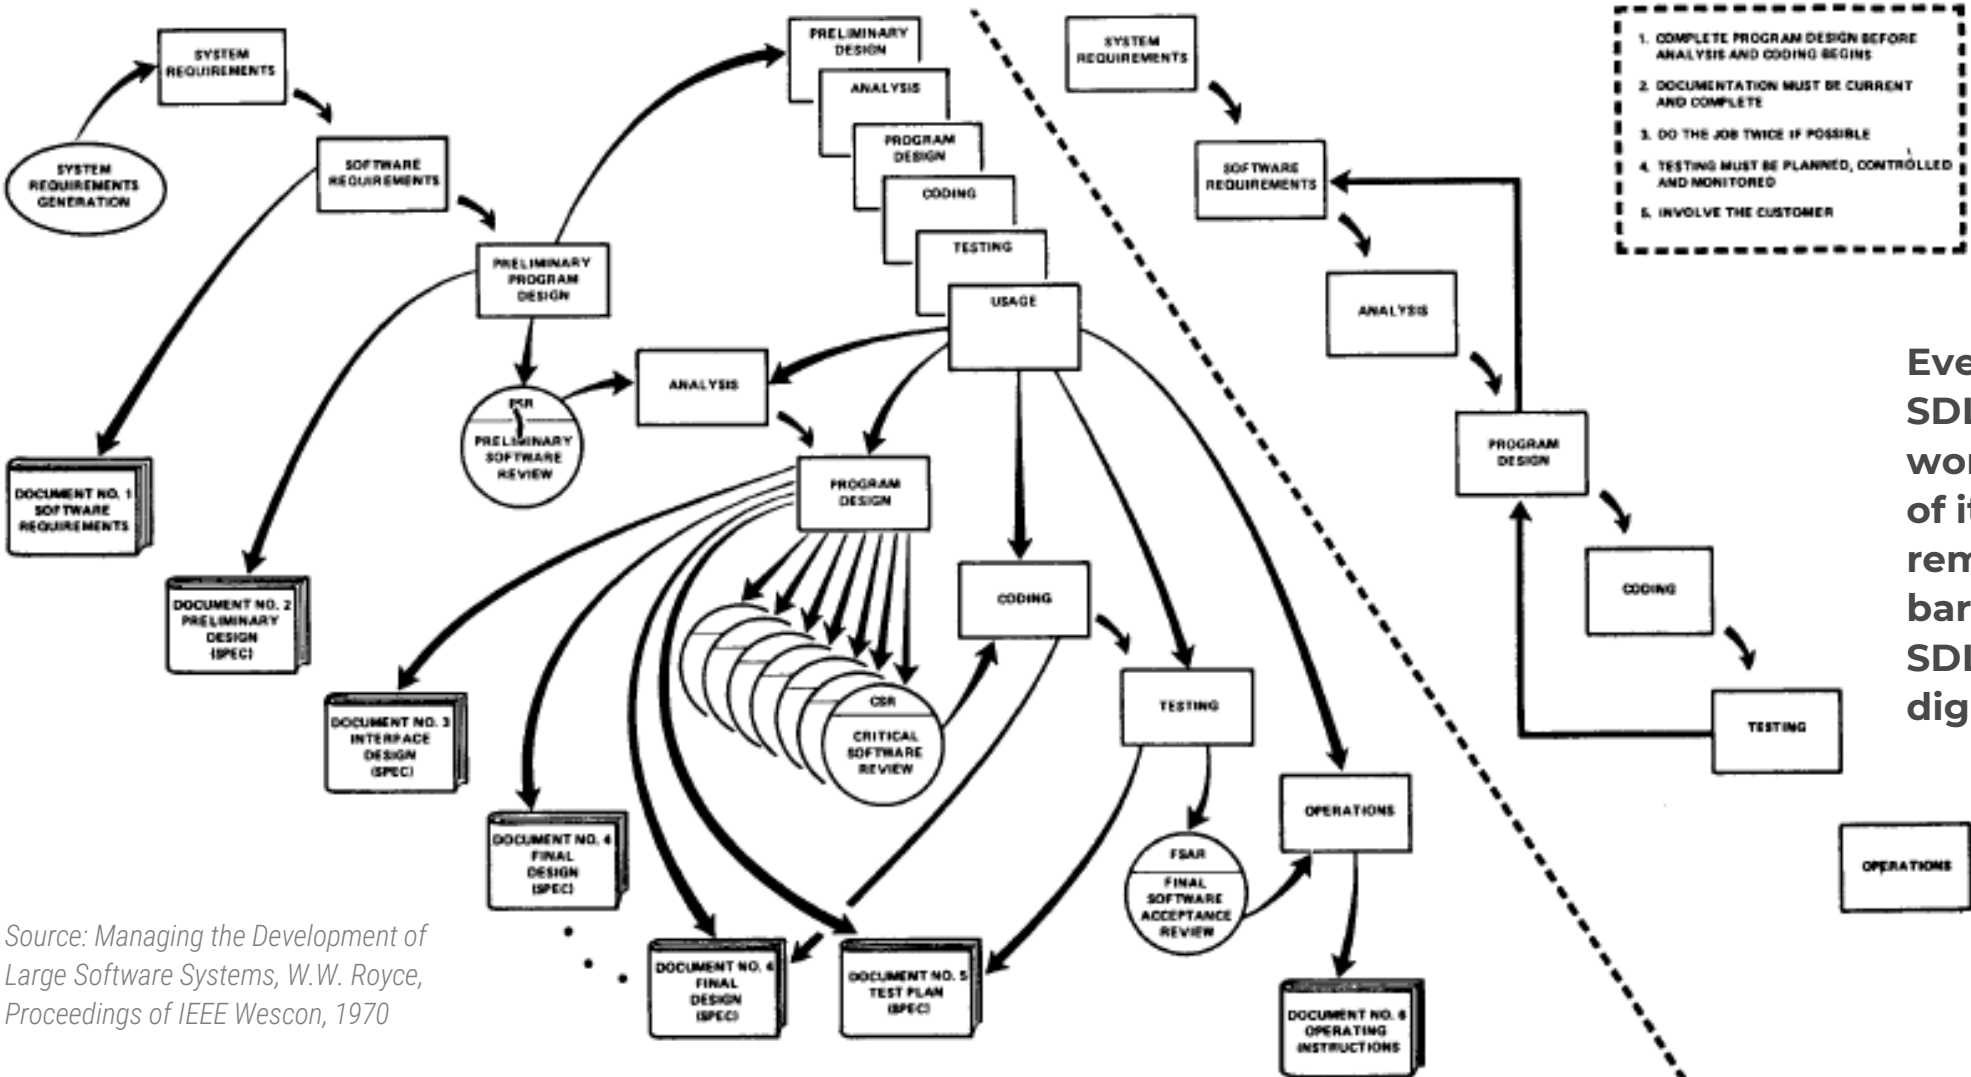 SYSTEM
REQUIREMENTS
SYSTEM
REQUIREMENTS
GENERATION
SOFTWARE
REQUIREMENTS
PRELIMINARY
PROGRAM
DESIGN
PRELIMINARY
DESIGN
ANALYSIS
PROGRAM
DESIGN
CODING
TESTING
USAGE
PRELIMINARY
SOFTWARE
REVIEW
ANALYSIS
PROGRAM
DESIGN
CSR
CRITICAL
SOFTWARE
REVIEW
CODING
TESTING
FSAR
FINAL
SOFTWARE
ACCEPTANCE
REVIEW
OPERATIONS
DOCUMENT NO. 1
SOFTWARE
REQUIREMENTS
DOCUMENT NO. 2
PRELIMINARY
DESIGN
(SPEC)
DOCUMENT NO. 3
INTERFACE
DESIGN
(SPEC)
DOCUMENT NO. 4
FINAL
DESIGN
(SPEC)
DOCUMENT NO. 4
FINAL
DESIGN
(SPEC)
DOCUMENT NO. 5
TEST PLAN
(SPEC)
DOCUMENT NO. 6
OPERATING
INSTRUCTIONS
SYSTEM
REQUIREMENTS
SOFTWARE
REQUIREMENTS
ANALYSIS
PROGRAM
DESIGN
CODING
TESTING
OPERATIONS
1. COMPLETE PROGRAM DESIGN BEFORE
ANALYSIS AND CODING BEGINS
2. DOCUMENTATION MUST BE CURRENT
AND COMPLETE
3. DO THE JOB TWICE IF POSSIBLE
4. TESTING MUST BE PLANNED, CONTROLLED
AND MONITORED
5. INVOLVE THE CUSTOMER
Source: Managing the Development of
Large Software Systems, W.W. Royce,
Proceedings of IEEE Wescon, 1970
of